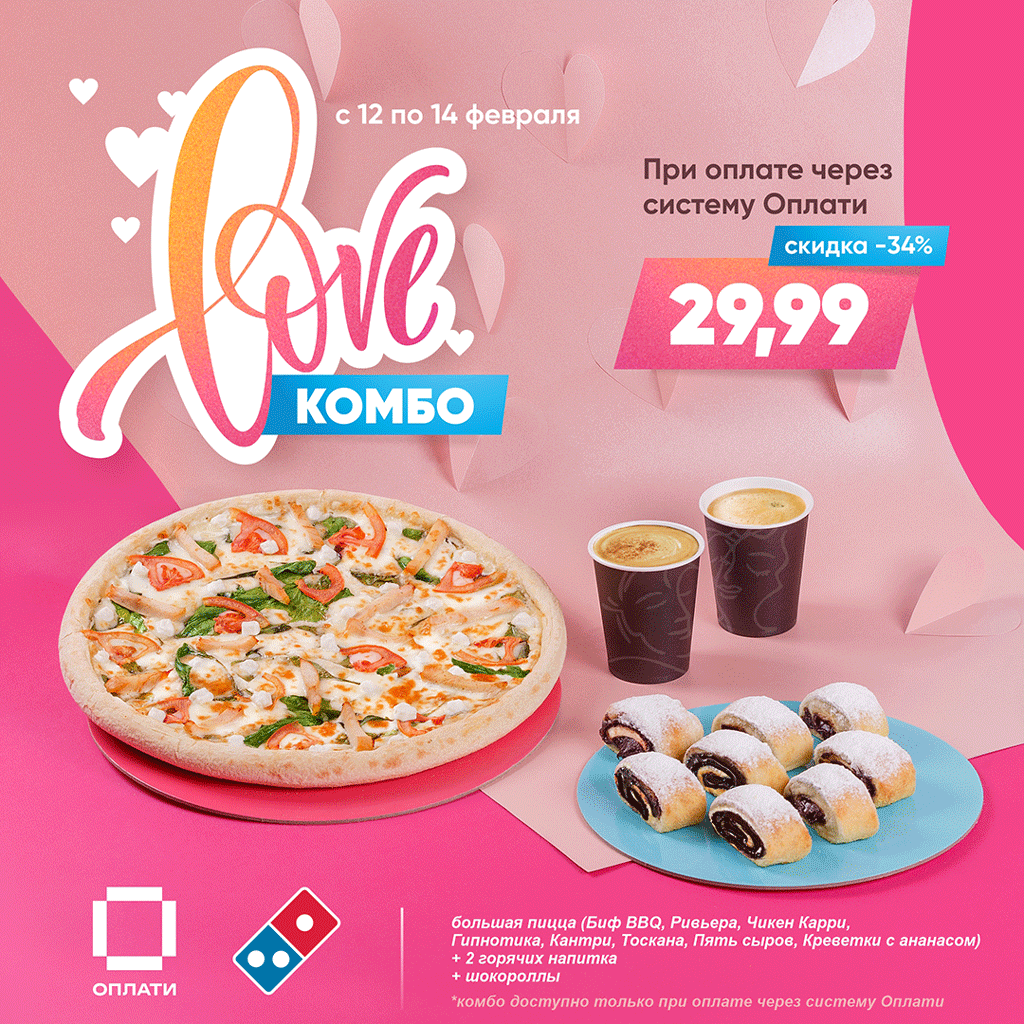 Love
с 12 по 14 февраля
КОМБО
При оплате через
систему Оплати
скидка -34%
29,99
ОПЛАТИ
большая пицца (Биф BBQ, Ривьера, Чикен Карри,
Гипнотика, Кантри, Тоскана, Пять сыров, Креветки с ананасом)
+ 2 горячих напитка
+ шокороллы
*комбо доступно только при оплате через систему Оплати